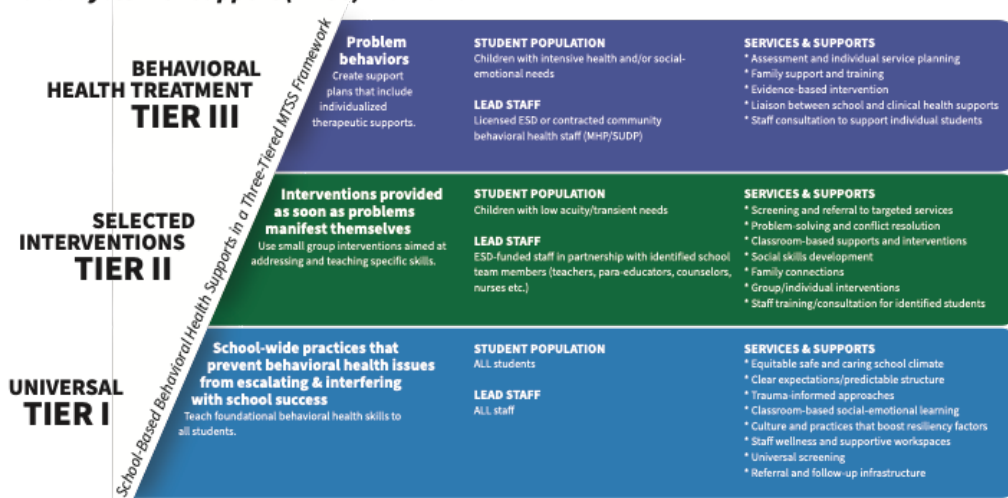 BEHAVIORAL
HEALTH TREATMENT
TIER III
Problem
behaviors
Create support
plans that include
individualized
therapeutic supports.
STUDENT POPULATION
Children with intensive health and/or social-
emotional needs
LEAD STAFF
Licensed ESD or contracted community
behavioral health staff (MHP/SUDP)
SERVICES & SUPPORTS
* Assessment and individual service planning
* Family support and training
* Evidence-based intervention
* Liaison between school and clinical health supports
* Staff consultation to support individual students
School-Based Behavioral Health Supports in a Three-Tiered MTSS Framework
SELECTED
INTERVENTIONS
TIER II
Interventions provided
as soon as problems
manifest themselves
Use small group interventions aimed at
addressing and teaching specific skills.
STUDENT POPULATION
Children with low acuity/transient needs
LEAD STAFF
ESD-funded staff in partnership with identified school
team members (teachers, para-educators, counselors,
nurses etc.)
SERVICES & SUPPORTS
* Screening and referral to targeted services
* Problem-solving and conflict resolution
* Classroom-based supports and interventions
* Social skills development
* Family connections
* Group/individual interventions
* Staff training/consultation for identified students
UNIVERSAL
TIER I
School-wide practices that
prevent behavioral health issues
from escalating & interfering
with school success
Teach foundational behavioral health skills to
all students.
STUDENT POPULATION
ALL students
LEAD STAFF
ALL staff
SERVICES & SUPPORTS
* Equitable safe and caring school climate
* Clear expectations/predictable structure
* Trauma-informed approaches
* Classroom-based social-emotional learning
* Culture and practices that boost resiliency factors
* Staff wellness and supportive workspaces
* Universal screening
* Referral and follow-up infrastructure